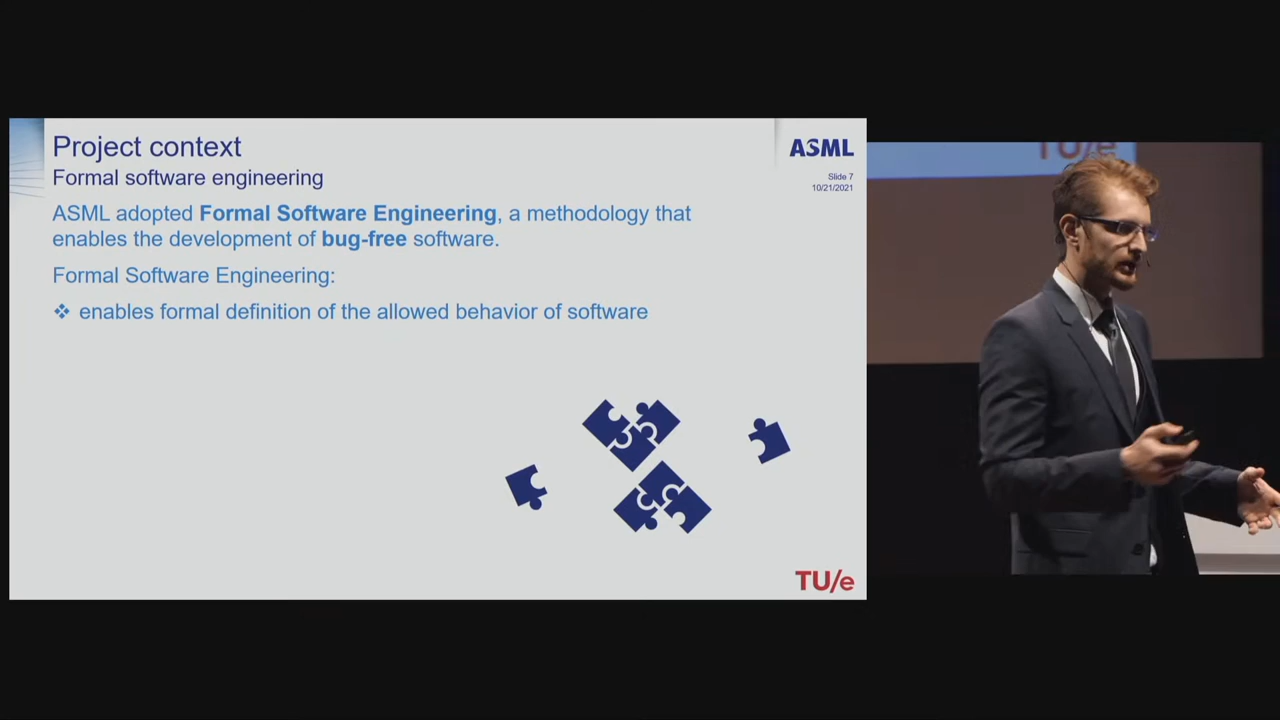 Project context
Formal software engineering
ASML
Slide 7
10/21/2021
ASML adopted Formal Software Engineering, a methodology that
enables the development of bug-free software.
Formal Software Engineering:
❖ enables formal definition of the allowed behavior of software
TU/e
TU/e